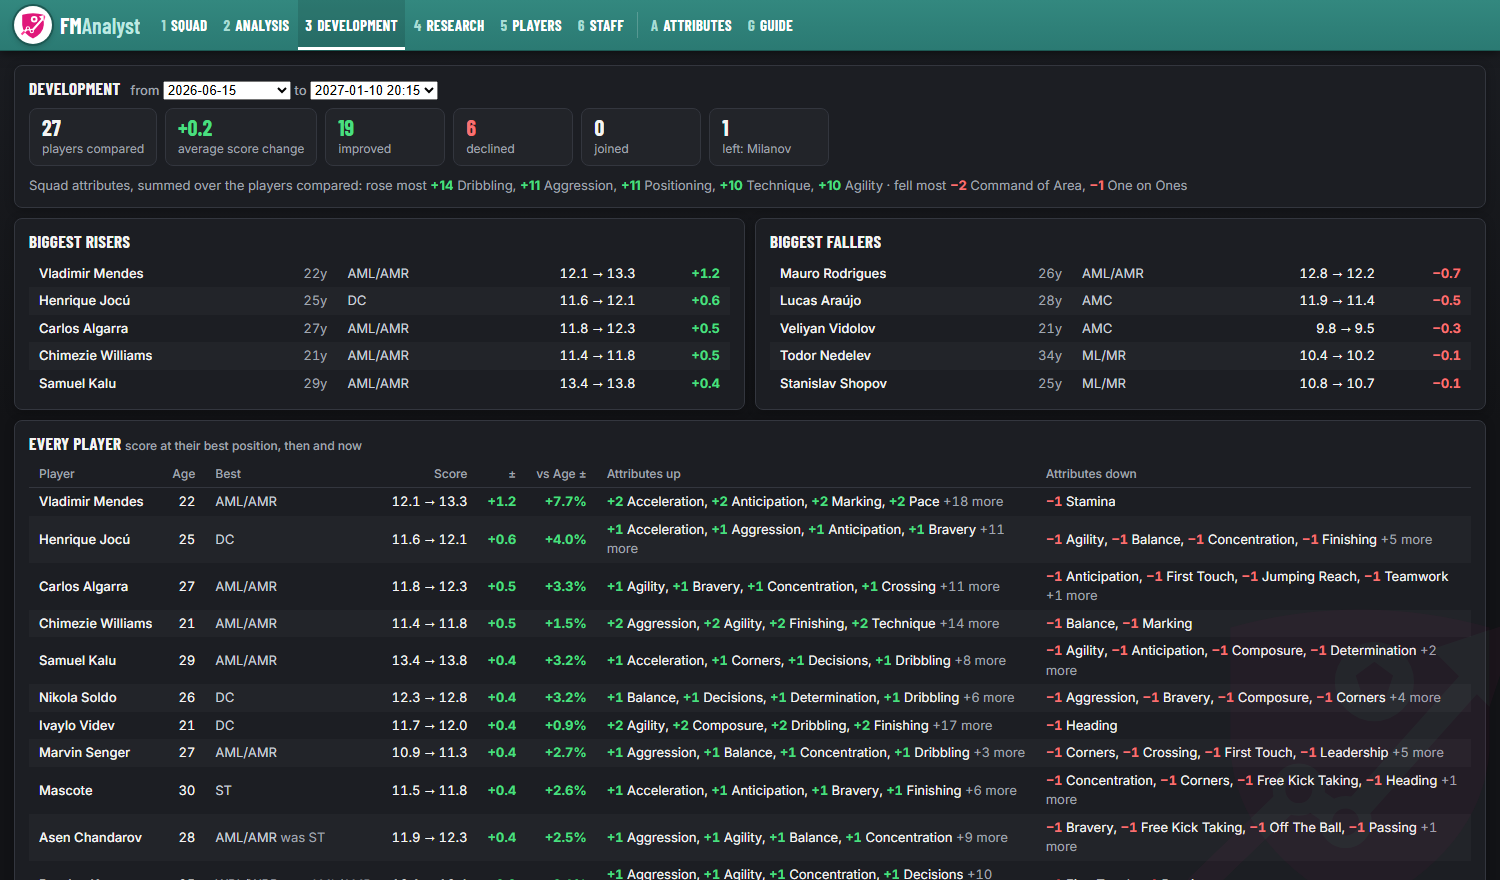 FMAnalyst 1 SQUAD 2 ANALYSIS 3 DEVELOPMENT 4 RESEARCH 5 PLAYERS 6 STAFF A ATTRIBUTES G GUIDE
DEVELOPMENT from 2026-06-15 to 2027-01-10 20:15
27 +0.2 19 6 0 1
players compared average score change improved declined joined left: Milanov
Squad attributes, summed over the players compared: rose most +14 Dribbling, +11 Aggression, +11 Positioning, +10 Technique, +10 Agility · fell most −2 Command of Area, −1 One on Ones
BIGGEST RISERS
Vladimir Mendes 22y AML/AMR 12.1 → 13.3 +1.2
Henrique Jocú 25y DC 11.6 → 12.1 +0.6
Carlos Algarra 27y AML/AMR 11.8 → 12.3 +0.5
Chimezie Williams 21y AML/AMR 11.4 → 11.8 +0.5
Samuel Kalu 29y AML/AMR 13.4 → 13.8 +0.4
BIGGEST FALLERS
Mauro Rodrigues 26y AML/AMR 12.8 → 12.2 −0.7
Lucas Araújo 28y AMC 11.9 → 11.4 −0.5
Veliyan Vidolov 21y AMC 9.8 → 9.5 −0.3
Todor Nedelev 34y ML/MR 10.4 → 10.2 −0.1
Stanislav Shopov 25y ML/MR 10.8 → 10.7 −0.1
EVERY PLAYER score at their best position, then and now
Player Age Best Score ± vs Age ± Attributes up Attributes down
Vladimir Mendes 22 AML/AMR 12.1 → 13.3 +1.2 +7.7% +2 Acceleration, +2 Anticipation, +2 Marking, +2 Pace +18 more −1 Stamina
Henrique Jocú 25 DC 11.6 → 12.1 +0.6 +4.0% +1 Acceleration, +1 Aggression, +1 Anticipation, +1 Bravery +11 more −1 Agility, −1 Balance, −1 Concentration, −1 Finishing +5 more
Carlos Algarra 27 AML/AMR 11.8 → 12.3 +0.5 +3.3% +1 Agility, +1 Bravery, +1 Concentration, +1 Crossing +11 more −1 Anticipation, −1 First Touch, −1 Jumping Reach, −1 Teamwork +1 more
Chimezie Williams 21 AML/AMR 11.4 → 11.8 +0.5 +1.5% +2 Aggression, +2 Agility, +2 Finishing, +2 Technique +14 more −1 Balance, −1 Marking
Samuel Kalu 29 AML/AMR 13.4 → 13.8 +0.4 +3.2% +1 Acceleration, +1 Corners, +1 Decisions, +1 Dribbling +8 more −1 Agility, −1 Anticipation, −1 Composure, −1 Determination +2 more
Nikola Soldo 26 DC 12.3 → 12.8 +0.4 +3.2% +1 Balance, +1 Decisions, +1 Determination, +1 Dribbling +6 more −1 Aggression, −1 Bravery, −1 Composure, −1 Corners +4 more
Ivaylo Videv 21 DC 11.7 → 12.0 +0.4 +0.9% +2 Agility, +2 Composure, +2 Dribbling, +2 Finishing +17 more −1 Heading
Marvin Senger 27 AML/AMR 10.9 → 11.3 +0.4 +2.7% +1 Aggression, +1 Balance, +1 Concentration, +1 Dribbling +3 more −1 Corners, −1 Crossing, −1 First Touch, −1 Leadership +5 more
Mascote 30 ST 11.5 → 11.8 +0.4 +2.6% +1 Acceleration, +1 Anticipation, +1 Bravery, +1 Finishing +6 more −1 Concentration, −1 Corners, −1 Free Kick Taking, −1 Heading +1 more
Asen Chandarov 28 AML/AMR was ST 11.9 → 12.3 +0.4 +2.5% +1 Aggression, +1 Agility, +1 Balance, +1 Concentration +9 more −1 Bravery, −1 Free Kick Taking, −1 Off The Ball, −1 Passing +1 more
+1 Aggression, +1 Agility, +1 Concentration, +1 Decisions +10